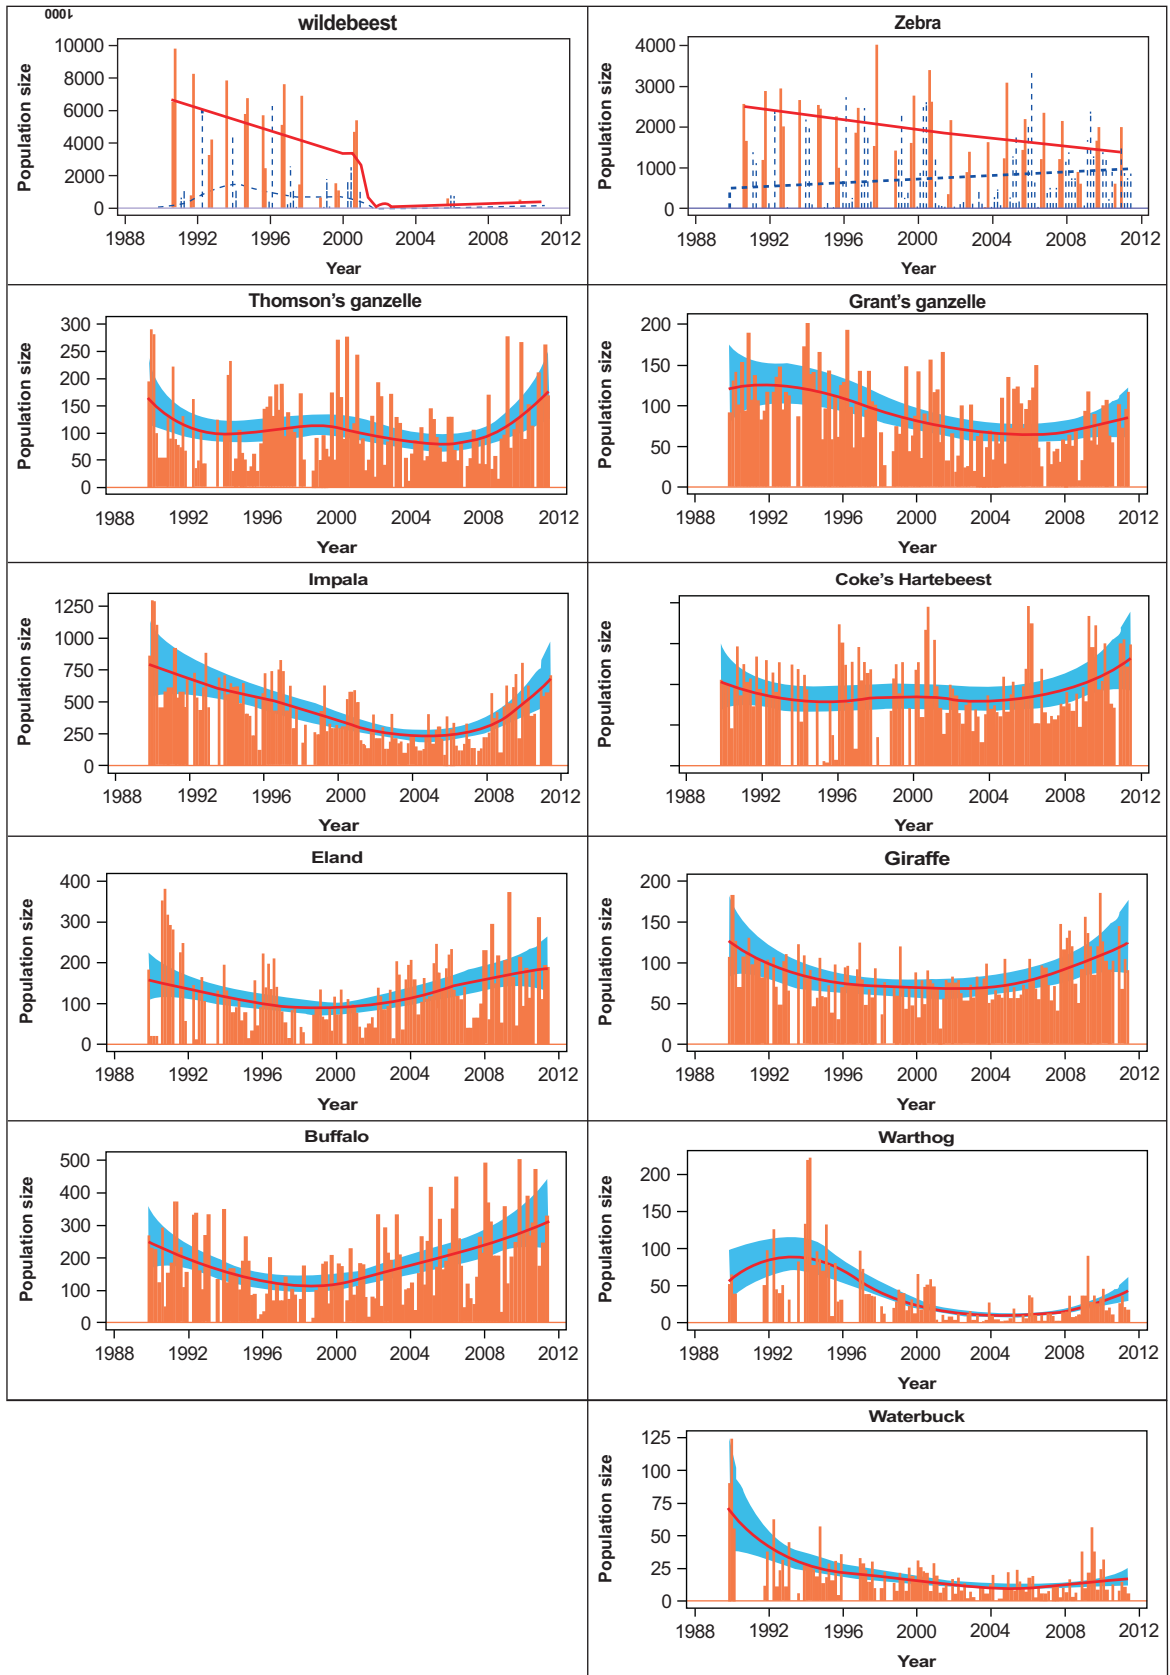 1000
wildebeest
Population size
10000
8000
6000
4000
2000
0
1988 1992 1996 2000 2004 2008 2012
Year
Zebra
Population size
4000
3000
2000
1000
0
1988 1992 1996 2000 2004 2008 2012
Year
Thomson's ganzelle
Population size
300
250
200
150
100
50
0
1988 1992 1996 2000 2004 2008 2012
Year
Grant's ganzelle
Population size
200
150
100
50
0
1988 1992 1996 2000 2004 2008 2012
Year
Impala
Population size
1250
1000
750
500
250
0
1988 1992 1996 2000 2004 2008 2012
Year
Coke's Hartebeest
Population size
1988 1992 1996 2000 2004 2008 2012
Year
Eland
Population size
400
300
200
100
0
1988 1992 1996 2000 2004 2008 2012
Year
Giraffe
Population size
200
150
100
50
0
1988 1992 1996 2000 2004 2008 2012
Year
Buffalo
Population size
500
400
300
200
100
0
1988 1992 1996 2000 2004 2008 2012
Year
Warthog
Population size
200
150
100
50
0
1988 1992 1996 2000 2004 2008 2012
Year
Waterbuck
Population size
125
100
75
50
25
0
1988 1992 1996 2000 2004 2008 2012
Year